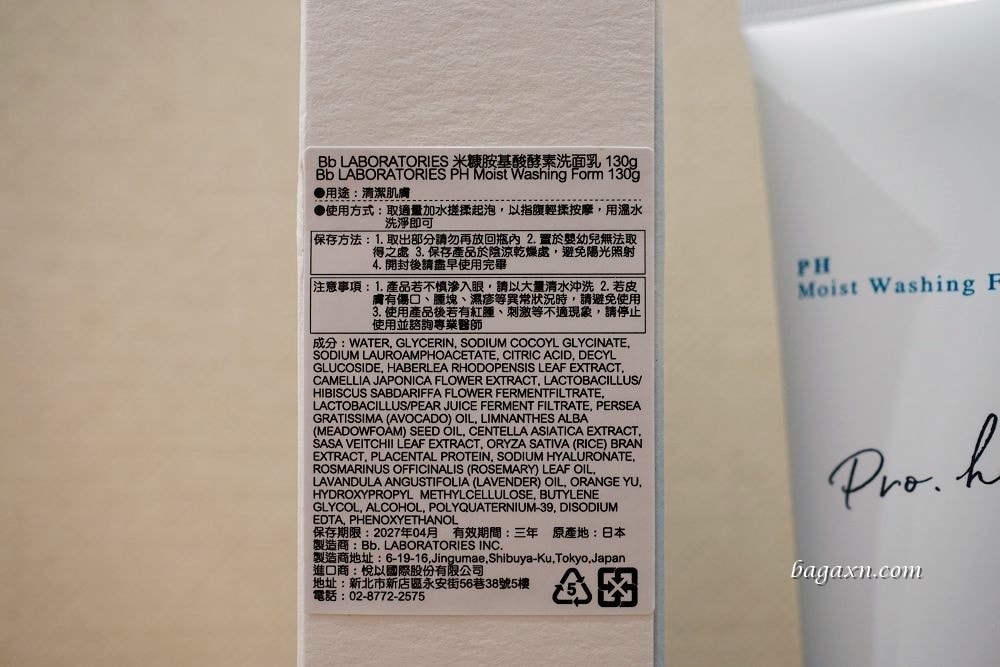 Bb LABORATORIES 米糠胺基酸酵素洗面乳 130g
Bb LABORATORIES PH Moist Washing Form 130g
●用途：清潔肌膚
●使用方式：取適量加水搓揉起泡，以指腹輕揉按摩，用溫水
洗淨即可
保存方法：1. 取出部分請勿再放回瓶內 2. 置於嬰幼兒無法取
得之處 3. 保存產品於陰涼乾燥處，避免陽光照射
4. 開封後請盡早使用完畢
注意事項：1. 產品若不慎滲入眼，請以大量清水沖洗 2. 若皮
膚有傷口、腫塊、濕疹等異常狀況時，請避免使用
3. 使用產品後若有紅腫、刺激等不適現象，請停止
使用並諮詢專業醫師
成分：WATER, GLYCERIN, SODIUM COCOYL GLYCINATE,
SODIUM LAUROAMPHOACETATE, CITRIC ACID, DECYL
GLUCOSIDE, HABERLEA RHODOPENSIS LEAF EXTRACT,
CAMELLIA JAPONICA FLOWER EXTRACT, LACTOBACILLUS/
HIBISCUS SABDARIFFA FLOWER FERMENTFILTRATE,
LACTOBACILLUS/PEAR JUICE FERMENT FILTRATE, PERSEA
GRATISSIMA (AVOCADO) OIL, LIMNANTHES ALBA
(MEADOWFOAM) SEED OIL, CENTELLA ASIATICA EXTRACT,
SASA VEITCHII LEAF EXTRACT, ORYZA SATIVA (RICE) BRAN
EXTRACT, PLACENTAL PROTEIN, SODIUM HYALURONATE,
ROSMARINUS OFFICINALIS (ROSEMARY) LEAF OIL,
LAVANDULA ANGUSTIFOLIA (LAVENDER) OIL, ORANGE YU,
HYDROXYPROPYL METHYLCELLULOSE, BUTYLENE
GLYCOL, ALCOHOL, POLYQUATERNIUM-39, DISODIUM
EDTA, PHENOXYETHANOL
保存期限：2027年04月 有效期間：三年 原產地：日本
製造商：Bb. LABORATORIES INC.
製造商地址：6-19-16,Jingumae,Shibuya-Ku,Tokyo,Japan
進口商：悅以國際股份有限公司
地址：新北市新店區永安街56巷38號5樓
電話：02-8772-2575
5
PH
Moist Washing F
Pro. h
bagaxn.com